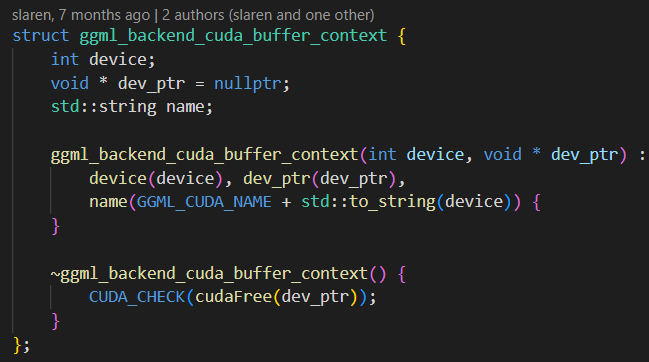 slaren, 7 months ago | 2 authors (slaren and one other)
struct ggml_backend_cuda_buffer_context {
    int device;
    void * dev_ptr = nullptr;
    std::string name;

    ggml_backend_cuda_buffer_context(int device, void * dev_ptr) :
        device(device), dev_ptr(dev_ptr),
        name(GGML_CUDA_NAME + std::to_string(device)) {
    }

    ~ggml_backend_cuda_buffer_context() {
        CUDA_CHECK(cudaFree(dev_ptr));
    }
};